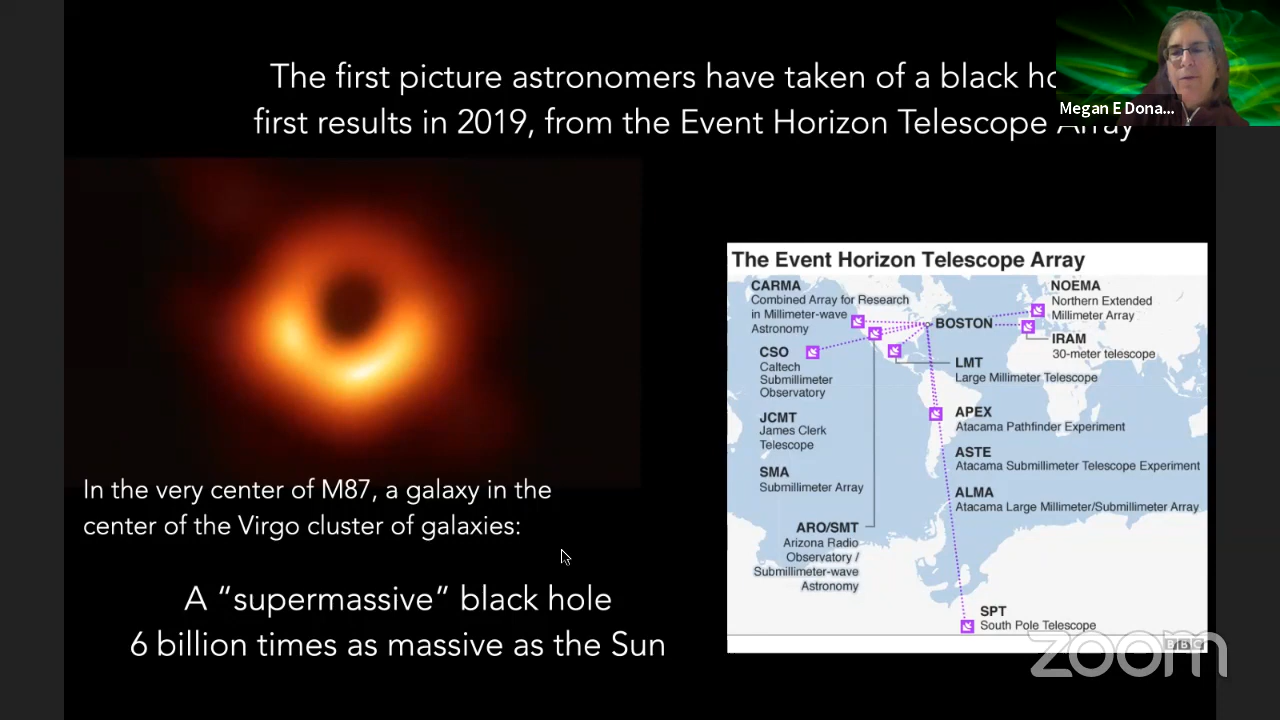 The first picture astronomers have taken of a black
first results in 2019, from the Event Horizon Telescope Array
Megan E Dona...
In the very center of M87, a galaxy in the
center of the Virgo cluster of galaxies:
A “supermassive” black hole
6 billion times as massive as the Sun
The Event Horizon Telescope Array
CARMA
Combined Array for Research
in Millimeter-wave
Astronomy
CSO
Caltech
Submillimeter
Observatory
JCMT
James Clerk
Telescope
SMA
Submillimeter Array
ARO/SMT
Arizona Radio
Observatory /
Submillimeter-wave
Astronomy
BOSTON
NOEMA
Northern Extended
Millimeter Array
IRAM
30-meter telescope
LMT
Large Millimeter Telescope
APEX
Atacama Pathfinder Experiment
ASTE
Atacama Submillimeter Telescope Experiment
ALMA
Atacama Large Millimeter/Submillimeter Array
SPT
South Pole Telescope
BBC
zoom